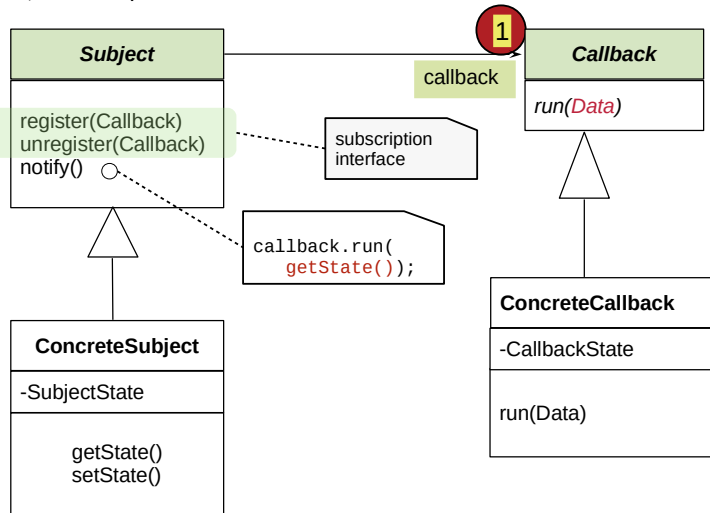 Subject
1
Callback
callback
run(Data)
register(Callback)
unregister(Callback)
notify()
subscription
interface
callback.run(
getState());
ConcreteSubject
-SubjectState
getState()
setState()
ConcreteCallback
-CallbackState
run(Data)